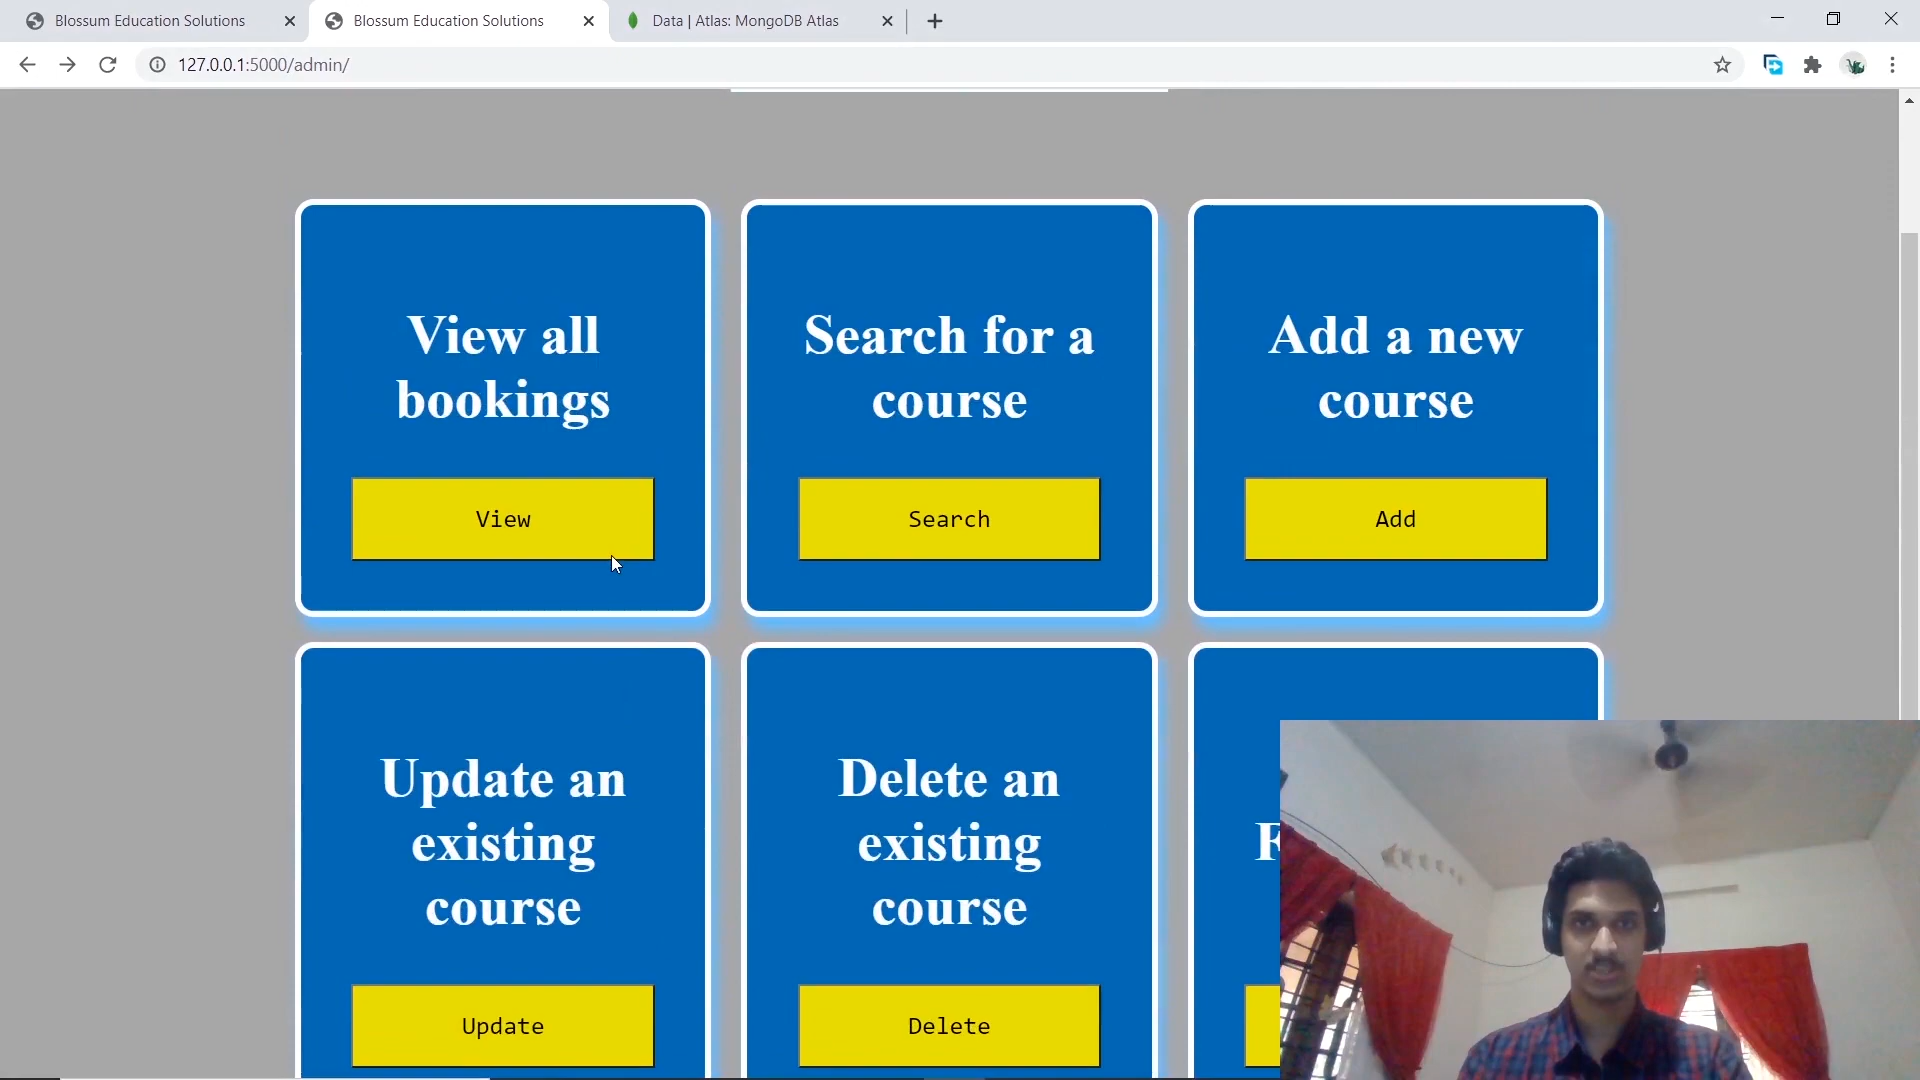 Blossum Education Solutions
Blossum Education Solutions
Data | Atlas: MongoDB Atlas
127.0.0.1:5000/admin/
View all
bookings
View
Search for a
course
Search
Add a new
course
Add
Update an
existing
course
Update
Delete an
existing
course
Delete